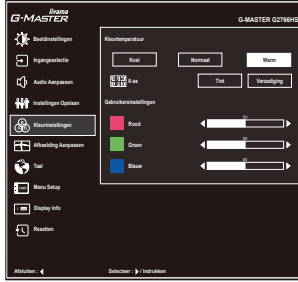 iiyama
G-MASTER
G-MASTER G2766HS
Beeldinstellingen
Ingangsselectie
Audio Aanpassen
Instellingen Opslaan
Kleurinstellingen
Afbeelding Aanpassen
Taal
Menu Setup
Display info
Resetten
Kleurtemperatuur
Koel Normaal Warm
6-as Tint Verzadiging
Gebruikersinstellingen
Rood 50
Groen 50
Blauw 50
Afsluiten : Selecteer : / Indrukken